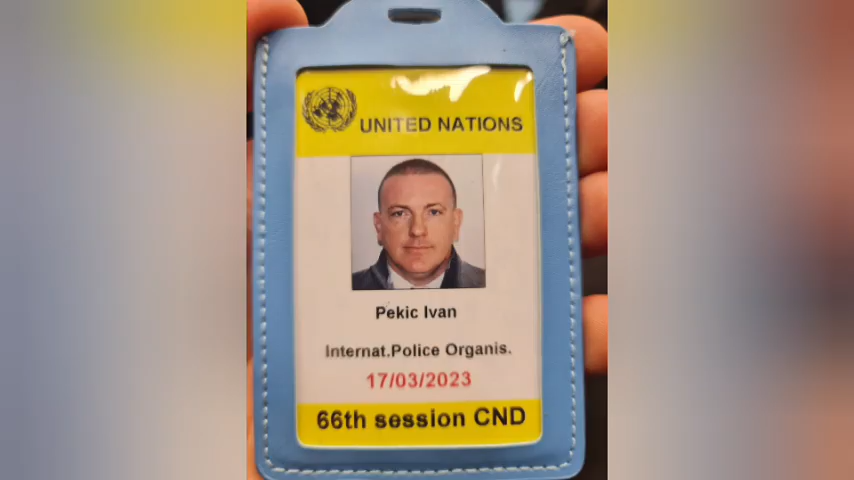 UNITED NATIONS
Pekic Ivan
Internat.Police Organis.
17/03/2023
66th session CND